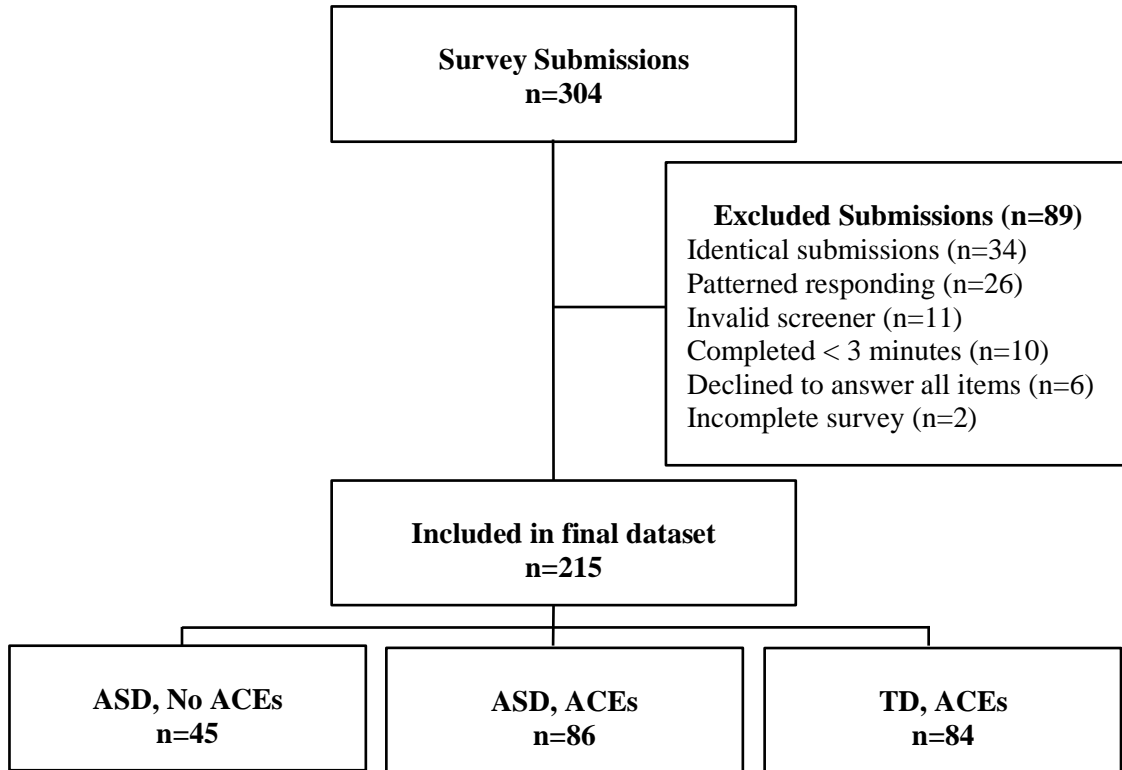 Survey Submissions
n=304
Excluded Submissions (n=89)
Identical submissions (n=34)
Patterned responding (n=26)
Invalid screener (n=11)
Completed < 3 minutes (n=10)
Declined to answer all items (n=6)
Incomplete survey (n=2)
Included in final dataset
n=215
ASD, No ACEs
n=45
ASD, ACEs
n=86
TD, ACEs
n=84